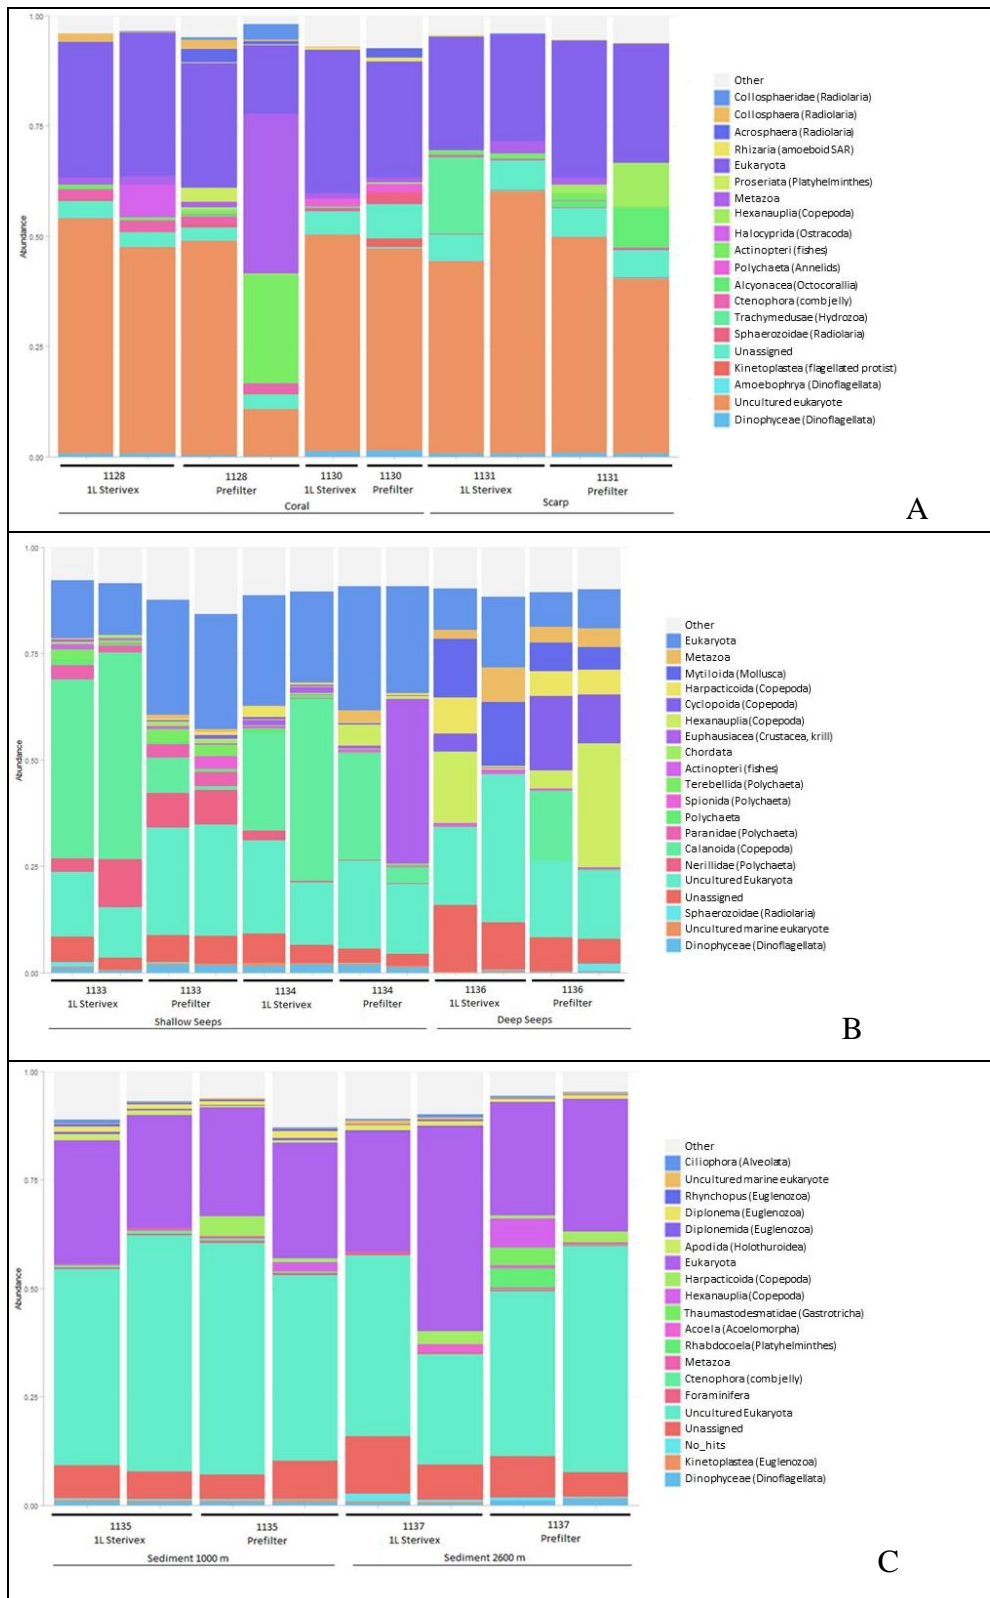 1.00
0.75
0.50
0.25
0.00
Abundance
Other
Collosphaeridae (Radiolaria)
Collosphaera (Radiolaria)
Acrosphaera (Radiolaria)
Rhizaria (amoeboid SAR)
Eukaryota
Proseriata (Platyhelminthes)
Metazoa
Hexanauplia (Copepoda)
Halocyprida (Ostracoda)
Actinopteri (fishes)
Polychaeta (Annelids)
Alcyonacea (Octocorallia)
Ctenophora (comb jelly)
Trachymedusae (Hydrozoa)
Sphaerozoidae (Radiolaria)
Unassigned
Kinetoplastea (flagellated protist)
Amoebophrya (Dinoflagellata)
Uncultured eukaryote
Dinophyceae (Dinoflagellata)
1128 1128 1130 1130 1131 1131
1L Sterivex Prefilter 1L Sterivex Prefilter 1L Sterivex Prefilter
Coral Scarp
A
1.00
0.75
0.50
0.25
0.00
Abundance
Other
Eukaryota
Metazoa
Mytiloida (Mollusca)
Harpacticoida (Copepoda)
Cyclopoida (Copepoda)
Hexanauplia (Copepoda)
Euphausiacea (Crustacea, krill)
Chordata
Actinopteri (fishes)
Terebellida (Polychaeta)
Spionida (Polychaeta)
Polychaeta
Paranidae (Polychaeta)
Calanoida (Copepoda)
Nerillidae (Polychaeta)
Uncultured Eukaryota
Unassigned
Sphaerozoidae (Radiolaria)
Uncultured marine eukaryote
Dinophyceae (Dinoflagellata)
1133 1133 1134 1134 1136 1136
1L Sterivex Prefilter 1L Sterivex Prefilter 1L Sterivex Prefilter
Shallow Seeps Deep Seeps
B
1.00
0.75
0.50
0.25
0.00
Abundance
Other
Ciliophora (Alveolata)
Uncultured marine eukaryote
Rhynchopus (Euglenozoa)
Diplonema (Euglenozoa)
Diplonemida (Euglenozoa)
Apodida (Holothuroidea)
Eukaryota
Harpacticoida (Copepoda)
Hexanauplia (Copepoda)
Thaumastodesmatidae (Gastrotricha)
Acoela (Acoelomorpha)
Rhabdocoela (Platyhelminthes)
Metazoa
Ctenophora (comb jelly)
Foraminifera
Uncultured Eukaryota
Unassigned
No_hits
Kinetoplastea (Euglenozoa)
Dinophyceae (Dinoflagellata)
1135 1135 1137 1137
1L Sterivex Prefilter 1L Sterivex Prefilter
Sediment 1000 m Sediment 2600 m
C